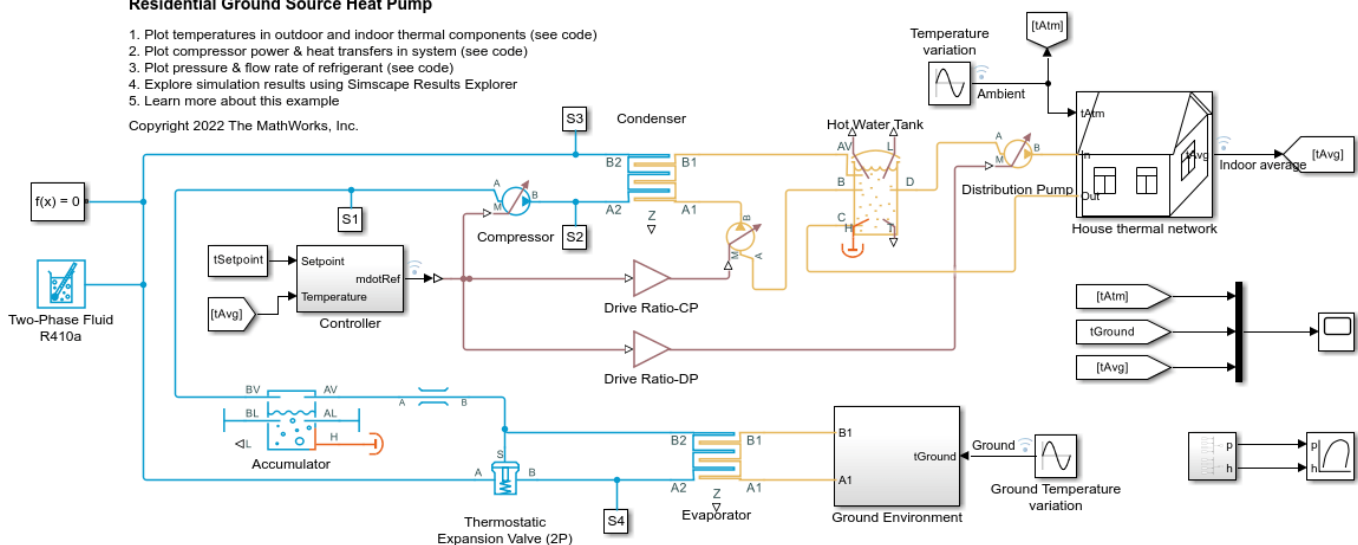 Residential Ground Source Heat Pump
1. Plot temperatures in outdoor and indoor thermal components (see code)
2. Plot compressor power & heat transfers in system (see code)
3. Plot pressure & flow rate of refrigerant (see code)
4. Explore simulation results using Simscape Results Explorer
5. Learn more about this example
Copyright 2022 The MathWorks, Inc.
Temperature
variation
[tAtm]
Ambient
S3
Condenser
Hot Water Tank
tAtm
B2
B1
AV
L
A
B
M
In
tAvg
Indoor average
[tAvg]
f(x) = 0
A
B
M
B
D
Distribution Pump
Out
S1
A2
A1
Compressor
S2
Z
B
M
A
C
H
T
House thermal network
tSetpoint
Setpoint
mdotRef
[tAvg]
Temperature
Controller
Drive Ratio-CP
Two-Phase Fluid
R410a
[tAtm]
tGround
[tAvg]
Drive Ratio-DP
BV
AV
A
B
BL
AL
L
H
Accumulator
S
A
B
Thermostatic
Expansion Valve (2P)
B2
B1
A2
A1
Z
Evaporator
S4
B1
tGround
A1
Ground Environment
Ground
Ground Temperature
variation
p
h
p
h